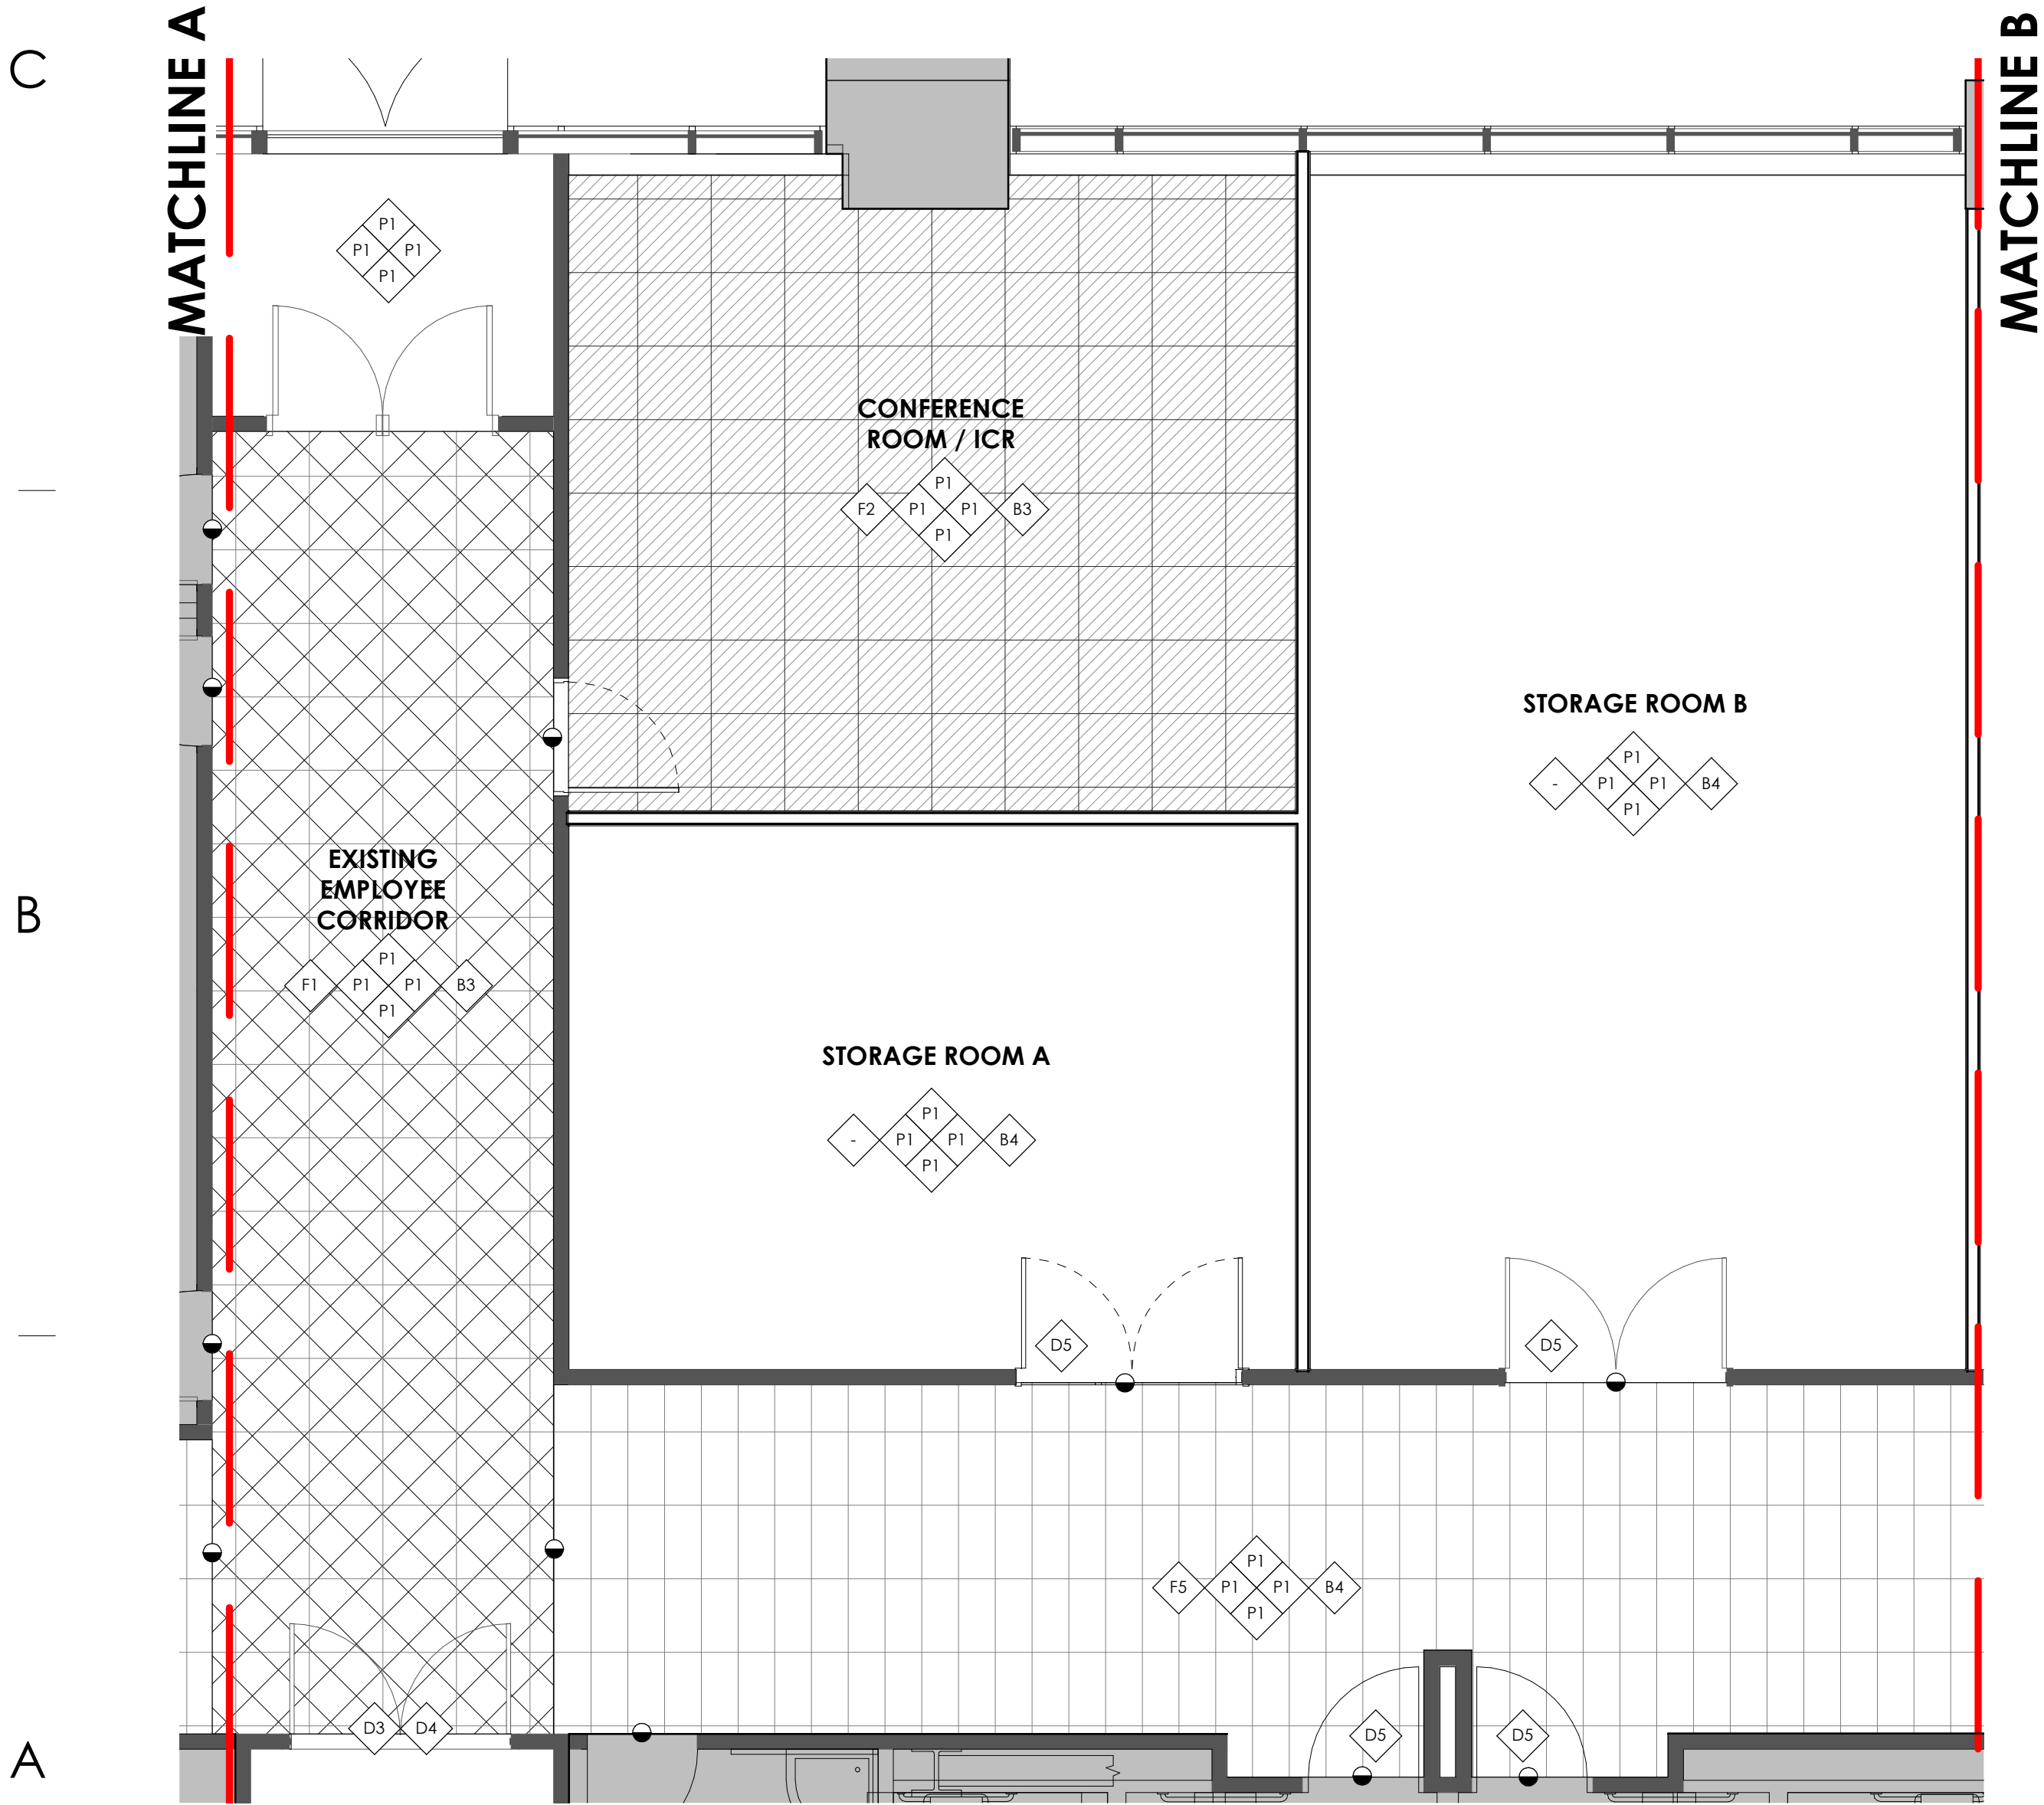 MATCHLINE A
MATCHLINE B
C
P1
P1 P1
P1
CONFERENCE
ROOM / ICR
P1
F2 P1 P1 B3
P1
STORAGE ROOM B
P1
- P1 P1 B4
P1
B
EXISTING
EMPLOYEE
CORRIDOR
P1
F1 P1 P1 B3
P1
STORAGE ROOM A
P1
- P1 P1 B4
P1
D5 D5
P1
F5 P1 P1 B4
P1
D3 D4 D5 D5
A